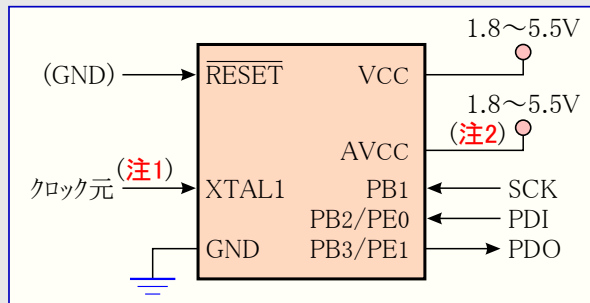 1.8～5.5V
(GND) RESET VCC
1.8～5.5V
(注2)
AVCC
ｸﾛｯｸ元 (注1) XTAL1 PB1 SCK
PB2/PE0 PDI
GND PB3/PE1 PDO